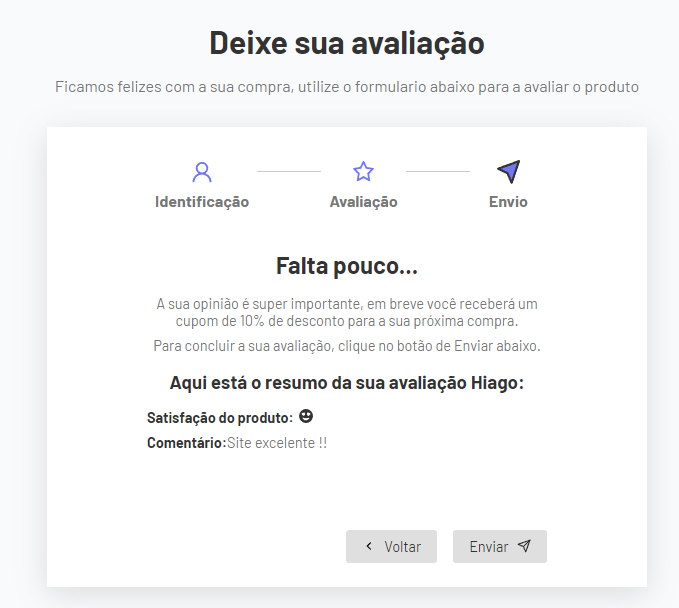 Deixe sua avaliação
Ficamos felizes com a sua compra, utilize o formulario abaixo para a avaliar o produto
Identificação
Avaliação
Envio
Falta pouco...
A sua opinião é super importante, em breve você receberá um
cupom de 10% de desconto para a sua próxima compra.
Para concluir a sua avaliação, clique no botão de Enviar abaixo.
Aqui está o resumo da sua avaliação Hiago:
Satisfação do produto:
Comentário:Site excelente !!
Voltar
Enviar